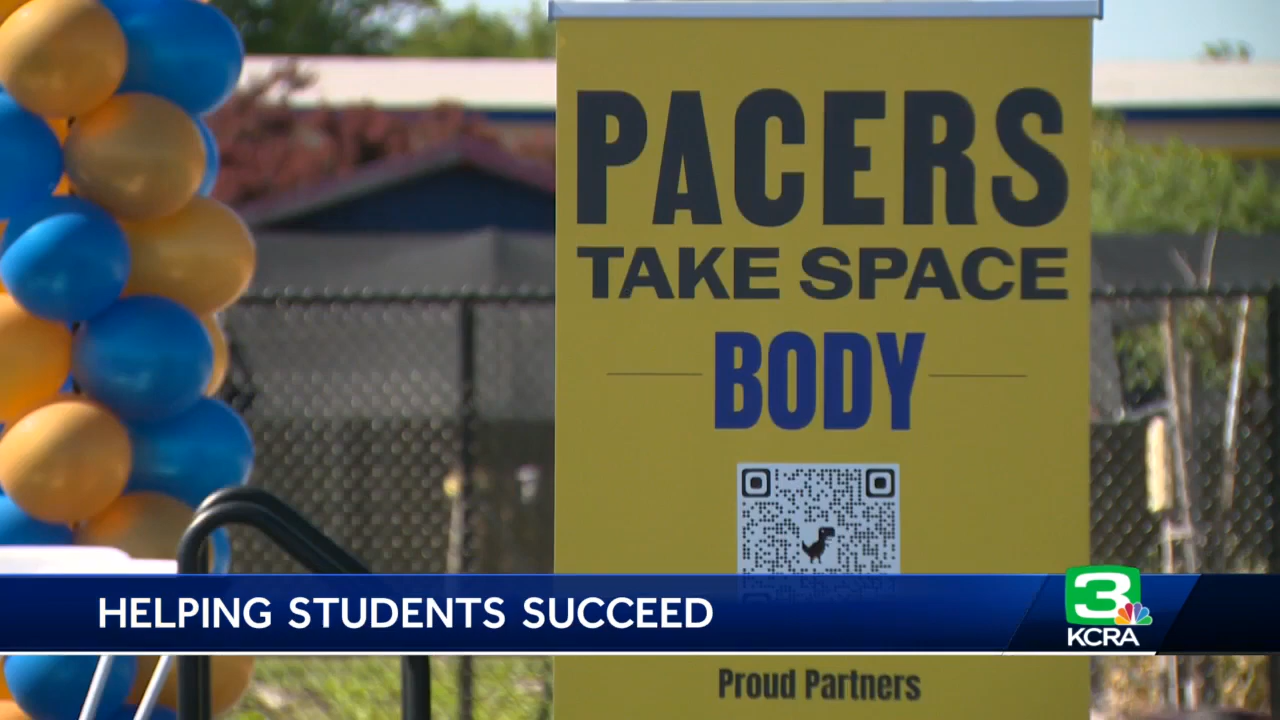 PACERS
TAKE SPACE
BODY
HELPING STUDENTS SUCCEED
3
KCRA
Proud Partners